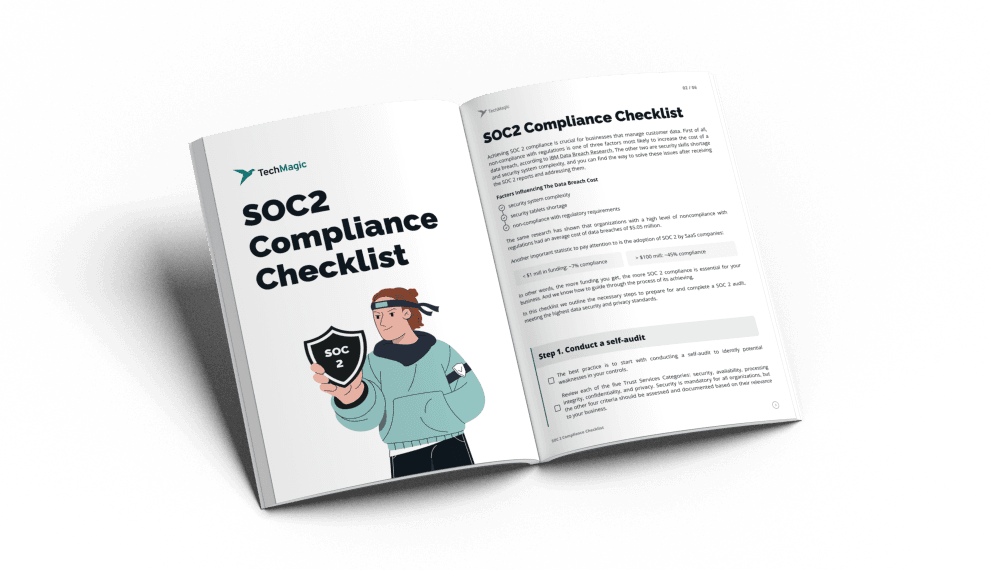 TechMagic
SOC2
Compliance
Checklist
SOC
2
TechMagic
02 / 06
SOC2 Compliance Checklist
Achieving SOC 2 compliance is crucial for businesses that manage customer data. First of all,
non-compliance with regulations is one of three factors most likely to increase the cost of a
data breach, according to IBM Data Breach Research. The other two are security skills shortage
and security system complexity, and you can find the way to solve these issues after receiving
the SOC 2 reports and addressing them.
Factors Influencing The Data Breach Cost
security system complexity
security tablets shortage
non-compliance with regulatory requirements
The same research has shown that organizations with a high level of noncompliance with
regulations had an average cost of data breaches of $5.05 million.
Another important statistic to pay attention to is the adoption of SOC 2 by SaaS companies:
< $1 mill in funding: ~7% compliance
+ $100 mill: ~45% compliance
In other words, the more funding you get, the more SOC 2 compliance is essential for your
business. And we know how to guide through the process of its achieving.
In this checklist we outline the necessary steps to prepare for and complete a SOC 2 audit,
meeting the highest data security and privacy standards.
Step 1. Conduct a self-audit
The best practice is to start with conducting a self-audit to identify potential
weaknesses in your controls.
Review each of the five Trust Services Categories: security, availability, processing
integrity, confidentiality, and privacy. Security is mandatory for all organizations, but
the other four criteria should be assessed and documented based on their relevance
to your business.
SOC 2 Compliance Checklist